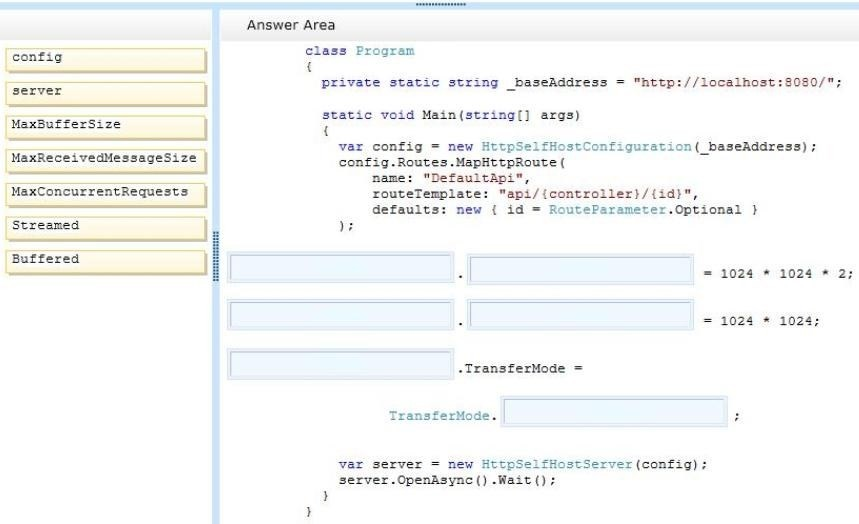 Answer Area
config
server
MaxBufferSize
MaxReceivedMessageSize
MaxConcurrentRequests
Streamed
Buffered
class Program
{
private static string _baseAddress = "http://localhost:8080/";
static void Main(string[] args)
{
var config = new HttpSelfHostConfiguration(_baseAddress);
config.Routes.MapHttpRoute(
name: "DefaultApi",
routeTemplate: "api/{controller}/{id}",
defaults: new { id = RouteParameter.Optional }
);
. = 1024 * 1024 * 2;
. = 1024 * 1024;
.TransferMode =
TransferMode. ;
var server = new HttpSelfHostServer(config);
server.OpenAsync().Wait();
}
}